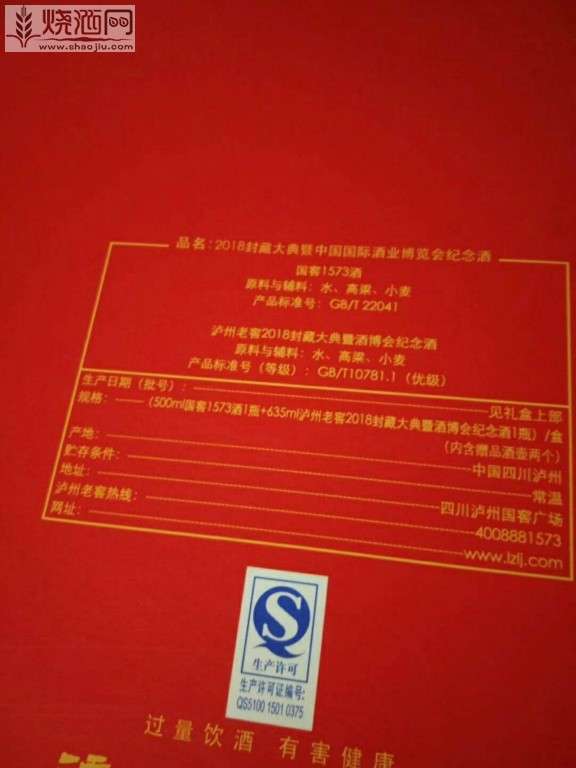 烧酒网
www.shaojiu.com
品名：2018封藏大典暨中国国际酒业博览会纪念酒
国窖1573酒
原料与辅料：水、高粱、小麦
产品标准号：GB/T 22041
泸州老窖2018封藏大典暨酒博会纪念酒
原料与辅料：水、高粱、小麦
产品标准号（等级）：GB/T10781.1（优级）
生产日期（批号）：见礼盒上部
规格：（500ml国窖1573酒1瓶+635ml泸州老窖2018封藏大典暨酒博会纪念酒1瓶）/盒
（内含赠品酒壶两个）
产地：中国四川泸州
贮存条件：常温
地址：四川泸州国窖广场
泸州老窖热线：4008881573
网址：www.lzlj.com
生产许可
生产许可证编号：
QS5100 1501 0375
过量饮酒 有害健康